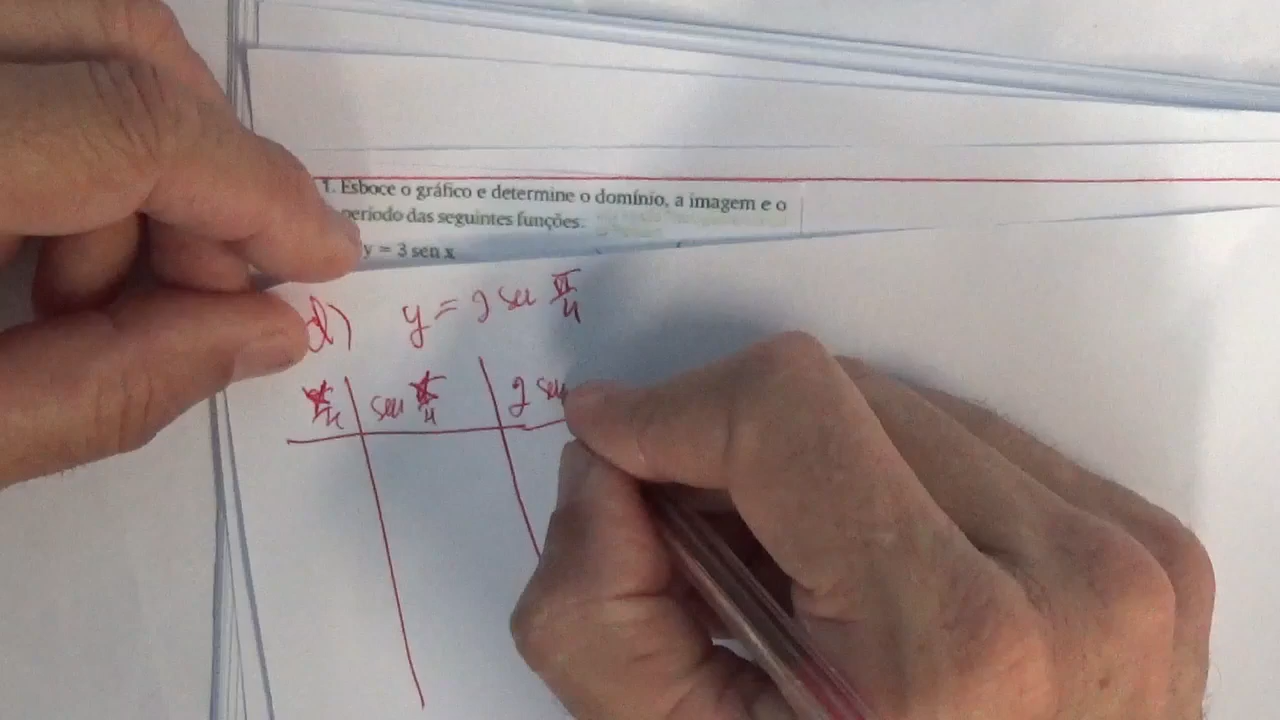 1. Esboce o gráfico e determine o domínio, a imagem e o
período das seguintes funções.
y = 3 sen x
d) y = 2 sen π/4
x/4 sen x/4 2 sen